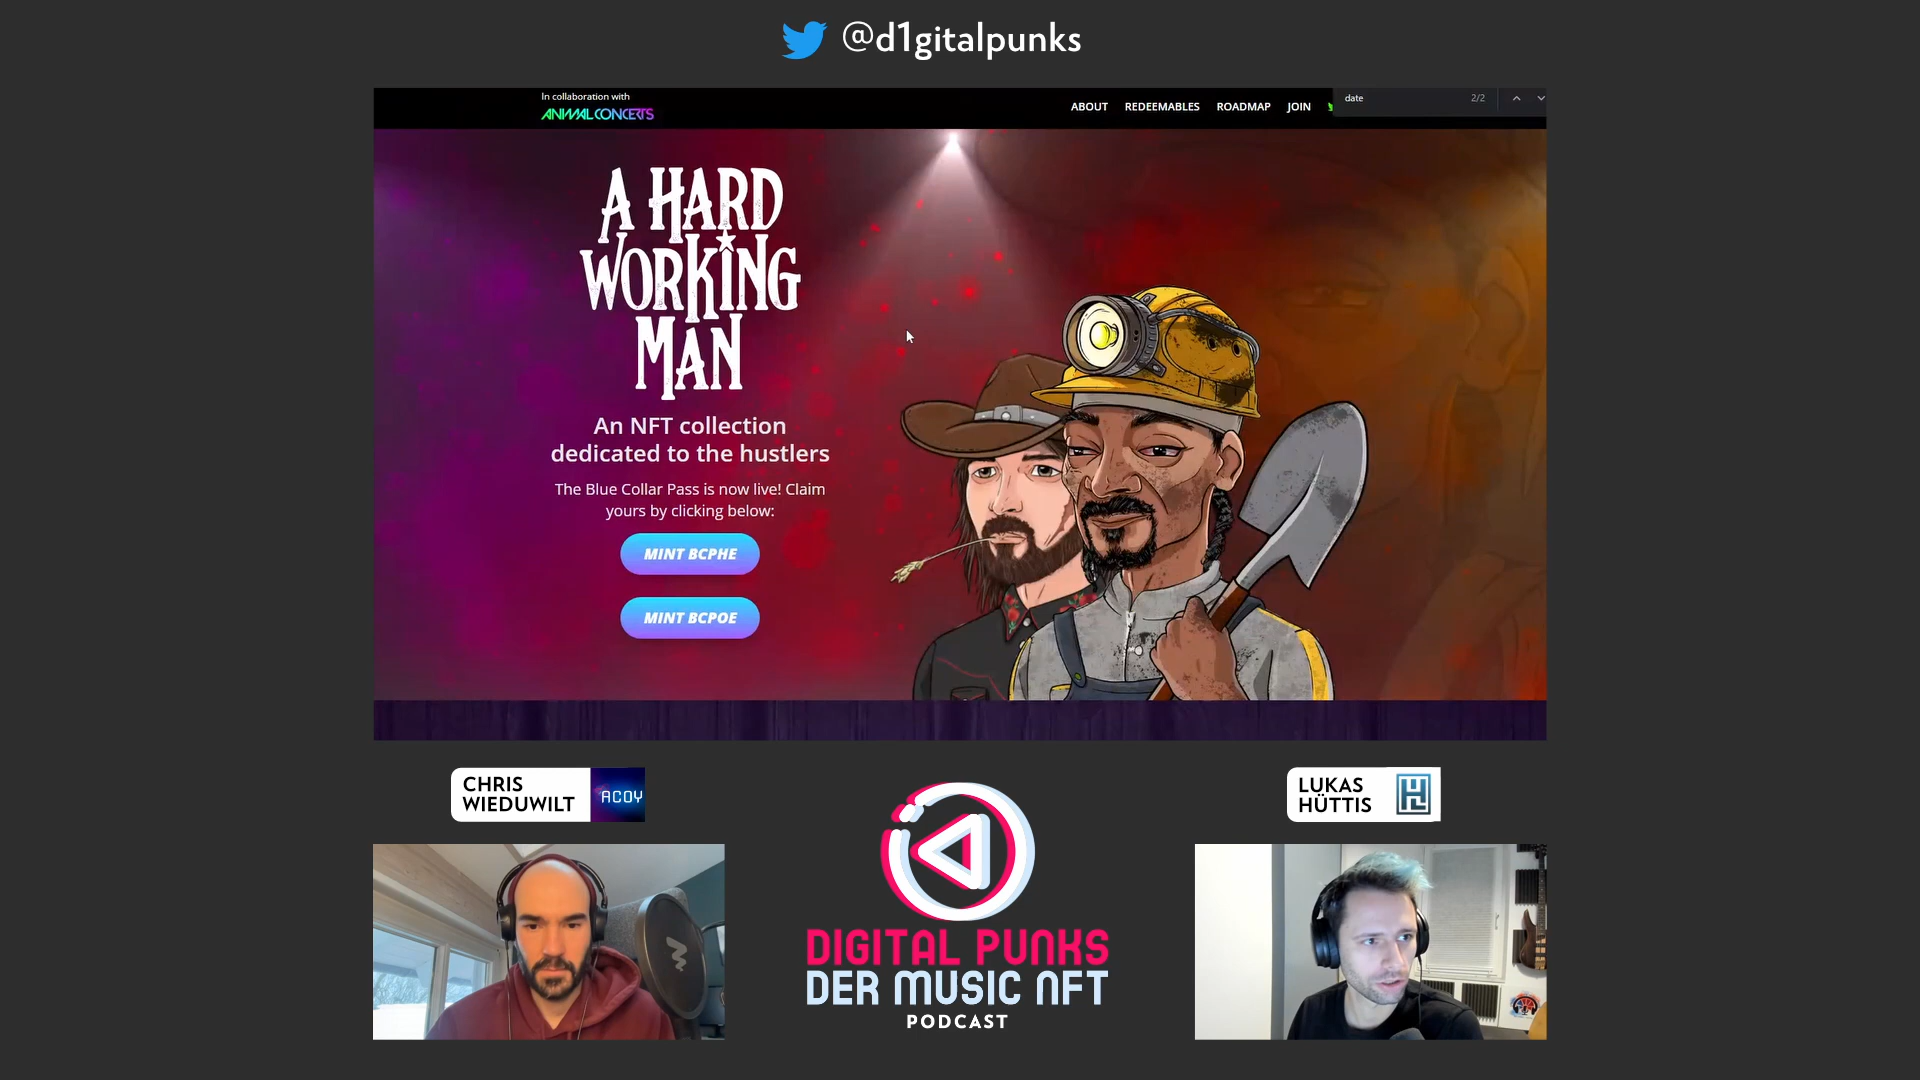 @d1gitalpunks
In collaboration with
ANIMAL CONCERTS
ABOUT REDEEMABLES ROADMAP JOIN
date 2/2
A HARD
WORKING
MAN
An NFT collection
dedicated to the hustlers
The Blue Collar Pass is now live! Claim
yours by clicking below:
MINT BCPHE
MINT BCPOE
CHRIS
WIEDUWILT
ACOY
LUKAS
HÜTTIS
DIGITAL PUNKS
DER MUSIC NFT
PODCAST